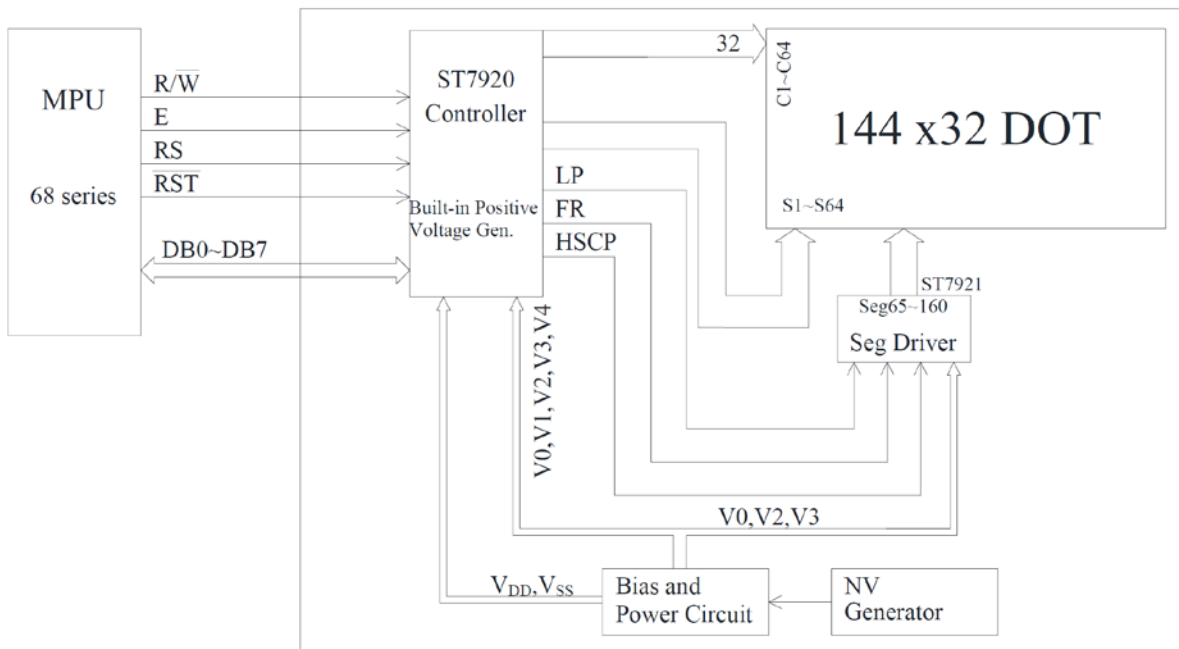 MPU
68 series
R/W̅
E
RS
R̅S̅T̅
DB0~DB7
ST7920
Controller
Built-in Positive
Voltage Gen.
32
LP
FR
HSCP
C1~C64
144 x32 DOT
S1~S64
ST7921
Seg65~160
Seg Driver
V0,V1,V2,V3,V4
V0,V2,V3
VDD,VSS
Bias and
Power Circuit
NV
Generator